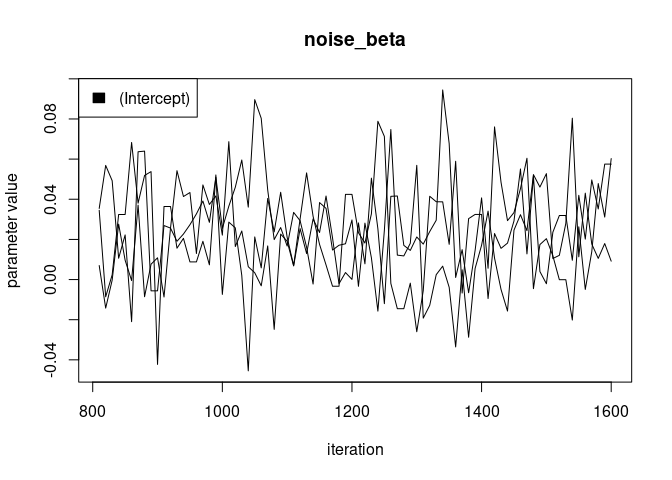 noise_beta
(Intercept)
parameter value
0.08
0.04
0.00
-0.04
800 1000 1200 1400 1600
iteration